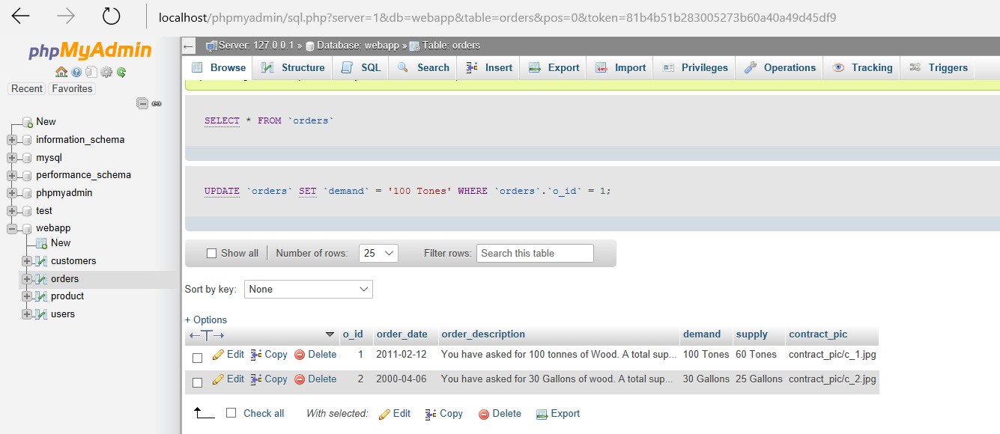 localhost/phpmyadmin/sql.php?server=1&db=webapp&table=orders&pos=0&token=81b4b51b283005273b60a40a49d45df9
phpMyAdmin
Recent Favorites
New
information_schema
mysql
performance_schema
phpmyadmin
test
webapp
New
customers
orders
product
users
Server: 127.0.0.1 » Database: webapp » Table: orders
Browse Structure SQL Search Insert Export Import Privileges Operations Tracking Triggers
SELECT * FROM `orders`
UPDATE `orders` SET `demand` = '100 Tones' WHERE `orders`.`o_id` = 1;
Show all Number of rows: 25 Filter rows: Search this table
Sort by key: None
+ Options
←T→ o_id order_date order_description demand supply contract_pic
Edit Copy Delete 1 2011-02-12 You have asked for 100 tonnes of Wood. A total sup... 100 Tones 60 Tones contract_pic/c_1.jpg
Edit Copy Delete 2 2000-04-06 You have asked for 30 Gallons of wood. A total sup... 30 Gallons 25 Gallons contract_pic/c_2.jpg
Check all With selected: Edit Copy Delete Export